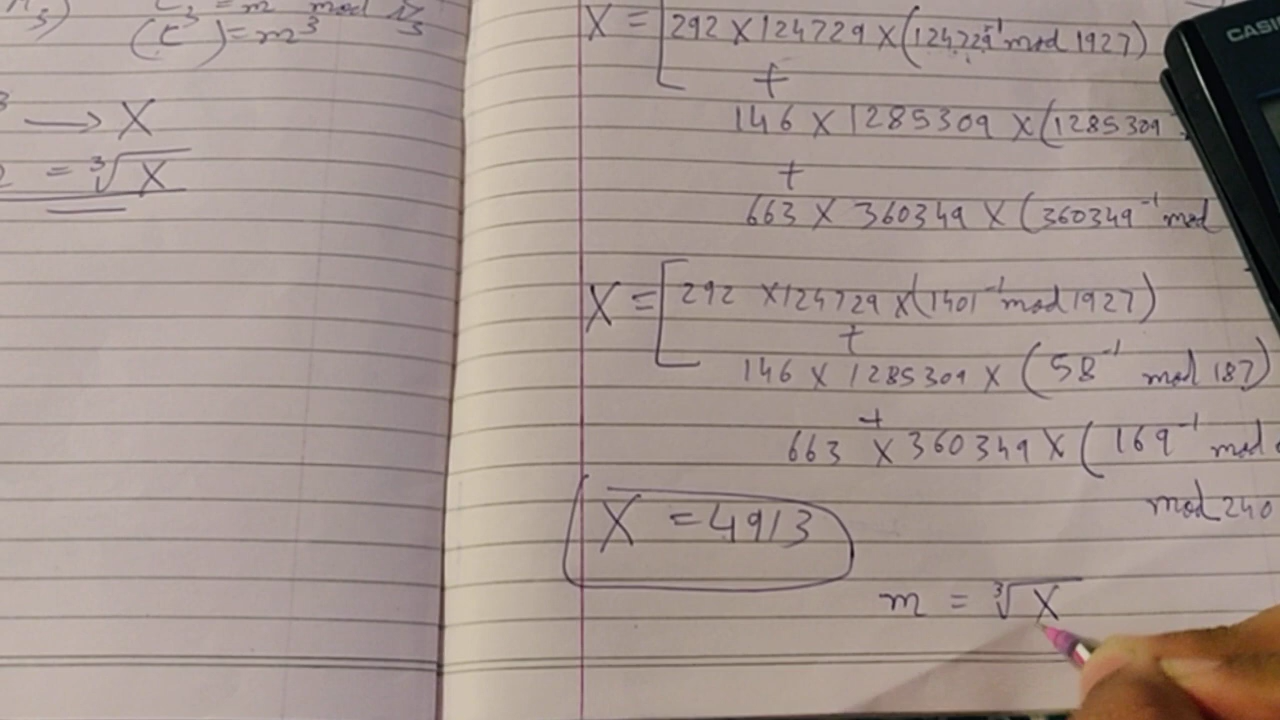 C₃ = m³ mod N₃
(C³) = m³
3 → X
= ∛X
X = [292 X 124729 X (124729⁻¹ mod 1927)
+
146 X 1285309 X (1285309
+
663 X 360349 X (360349⁻¹ mod
X = [292 X 124729 X (1401⁻¹ mod 1927)
+
146 X 1285309 X (58⁻¹ mod 187)
+
663 X 360349 X (169⁻¹ mod
mod 240
X = 4913
m = ∛X
CASI